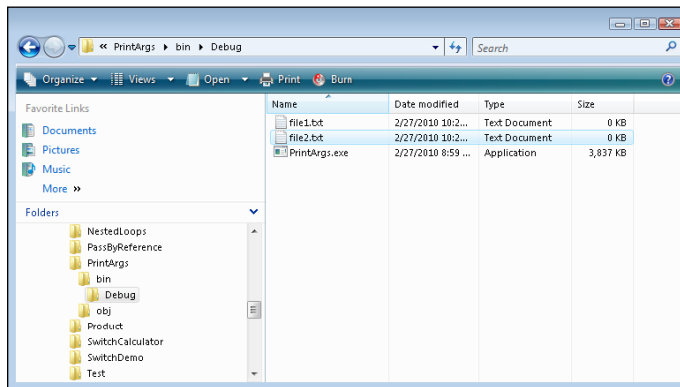 « PrintArgs ▸ bin ▸ Debug
Search
Organize Views Open Print Burn
Favorite Links
Documents
Pictures
Music
More »
Folders
NestedLoops
PassByReference
PrintArgs
bin
Debug
obj
Product
SwitchCalculator
SwitchDemo
Test
Name Date modified Type Size
file1.txt 2/27/2010 10:2... Text Document 0 KB
file2.txt 2/27/2010 10:2... Text Document 0 KB
PrintArgs.exe 2/27/2010 8:59 ... Application 3,837 KB